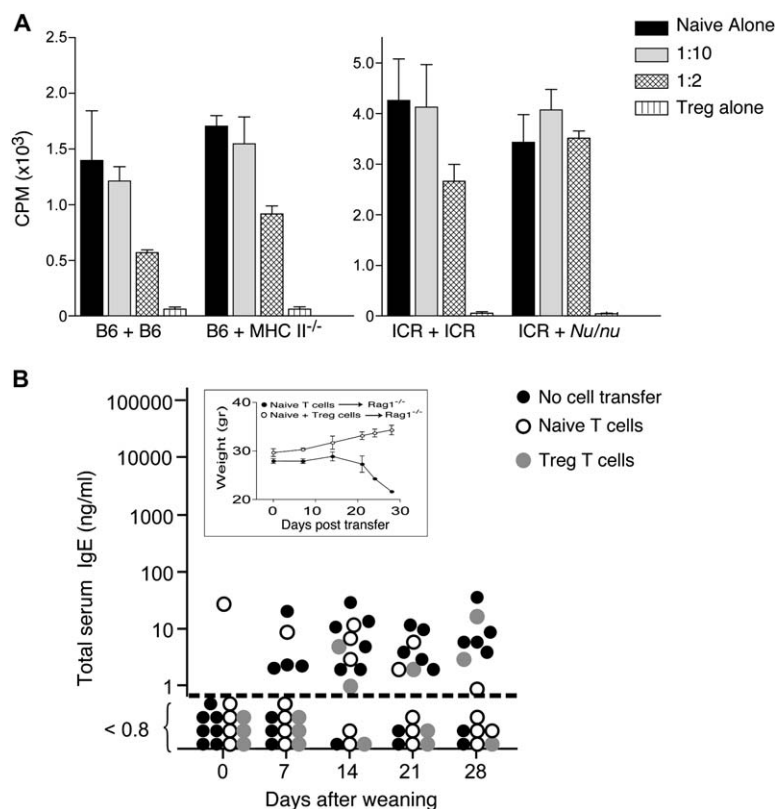 A
CPM (x10³)
2.5
2.0
1.5
1.0
0.5
0
B6 + B6
B6 + MHC II-/-
5.0
4.0
3.0
2.0
1.0
0
ICR + ICR
ICR + Nu/nu
Naive Alone
1:10
1:2
Treg alone
B
Total serum IgE (ng/ml)
100000
10000
1000
100
10
1
< 0.8
0 7 14 21 28
Days after weaning
Naive T cells → Rag1-/-
Naive + Treg cells → Rag1-/-
Weight (gr)
40
30
20
0 10 20 30
Days post transfer
No cell transfer
Naive T cells
Treg T cells